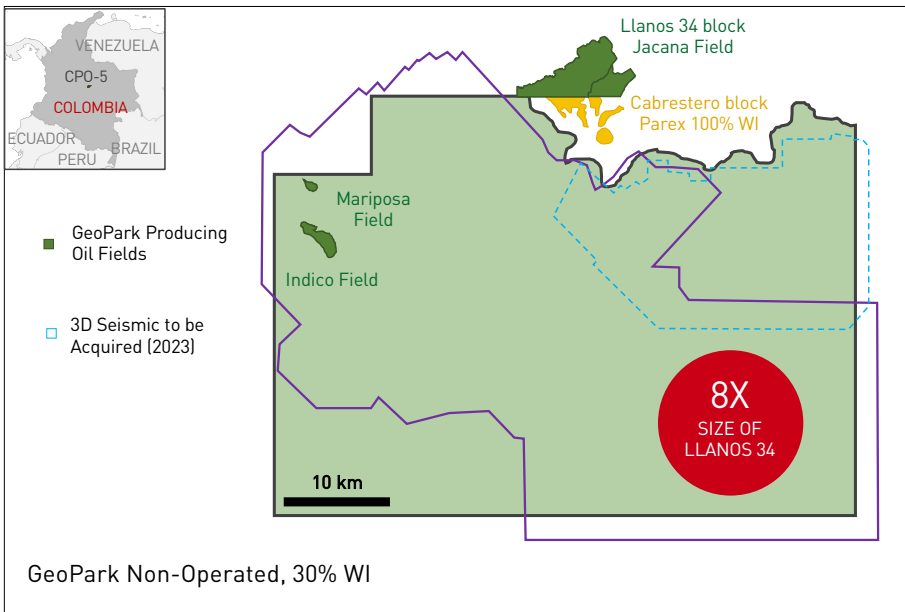 VENEZUELA
CPO-5
COLOMBIA
ECUADOR
PERU
BRAZIL
Llanos 34 block
Jacana Field
Cabrestero block
Parex 100% WI
Mariposa
Field
Indico Field
GeoPark Producing
Oil Fields
3D Seismic to be
Acquired (2023)
8X
SIZE OF
LLANOS 34
10 km
GeoPark Non-Operated, 30% WI